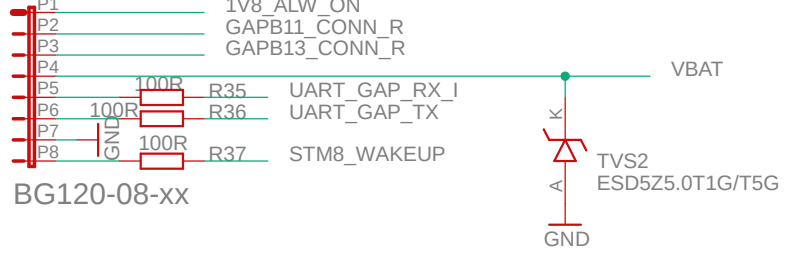 P1 1V8_ALW_ON
P2 GAPB11_CONN_R
P3 GAPB13_CONN_R
P4 VBAT
P5 100R R35 UART_GAP_RX_I
P6 100R R36 UART_GAP_TX
P7 GND
P8 100R R37 STM8_WAKEUP
BG120-08-xx
K
TVS2
A ESD5Z5.0T1G/T5G
GND